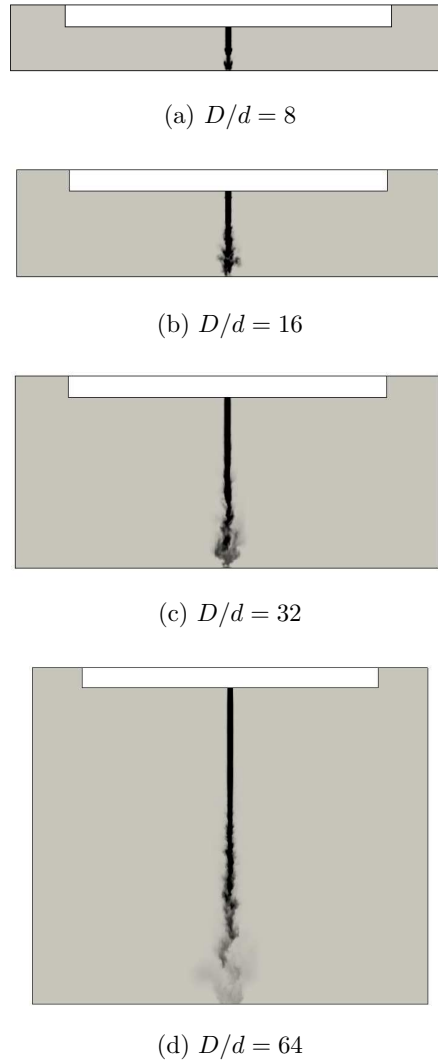 (a) D/d = 8
(b) D/d = 16
(c) D/d = 32
(d) D/d = 64